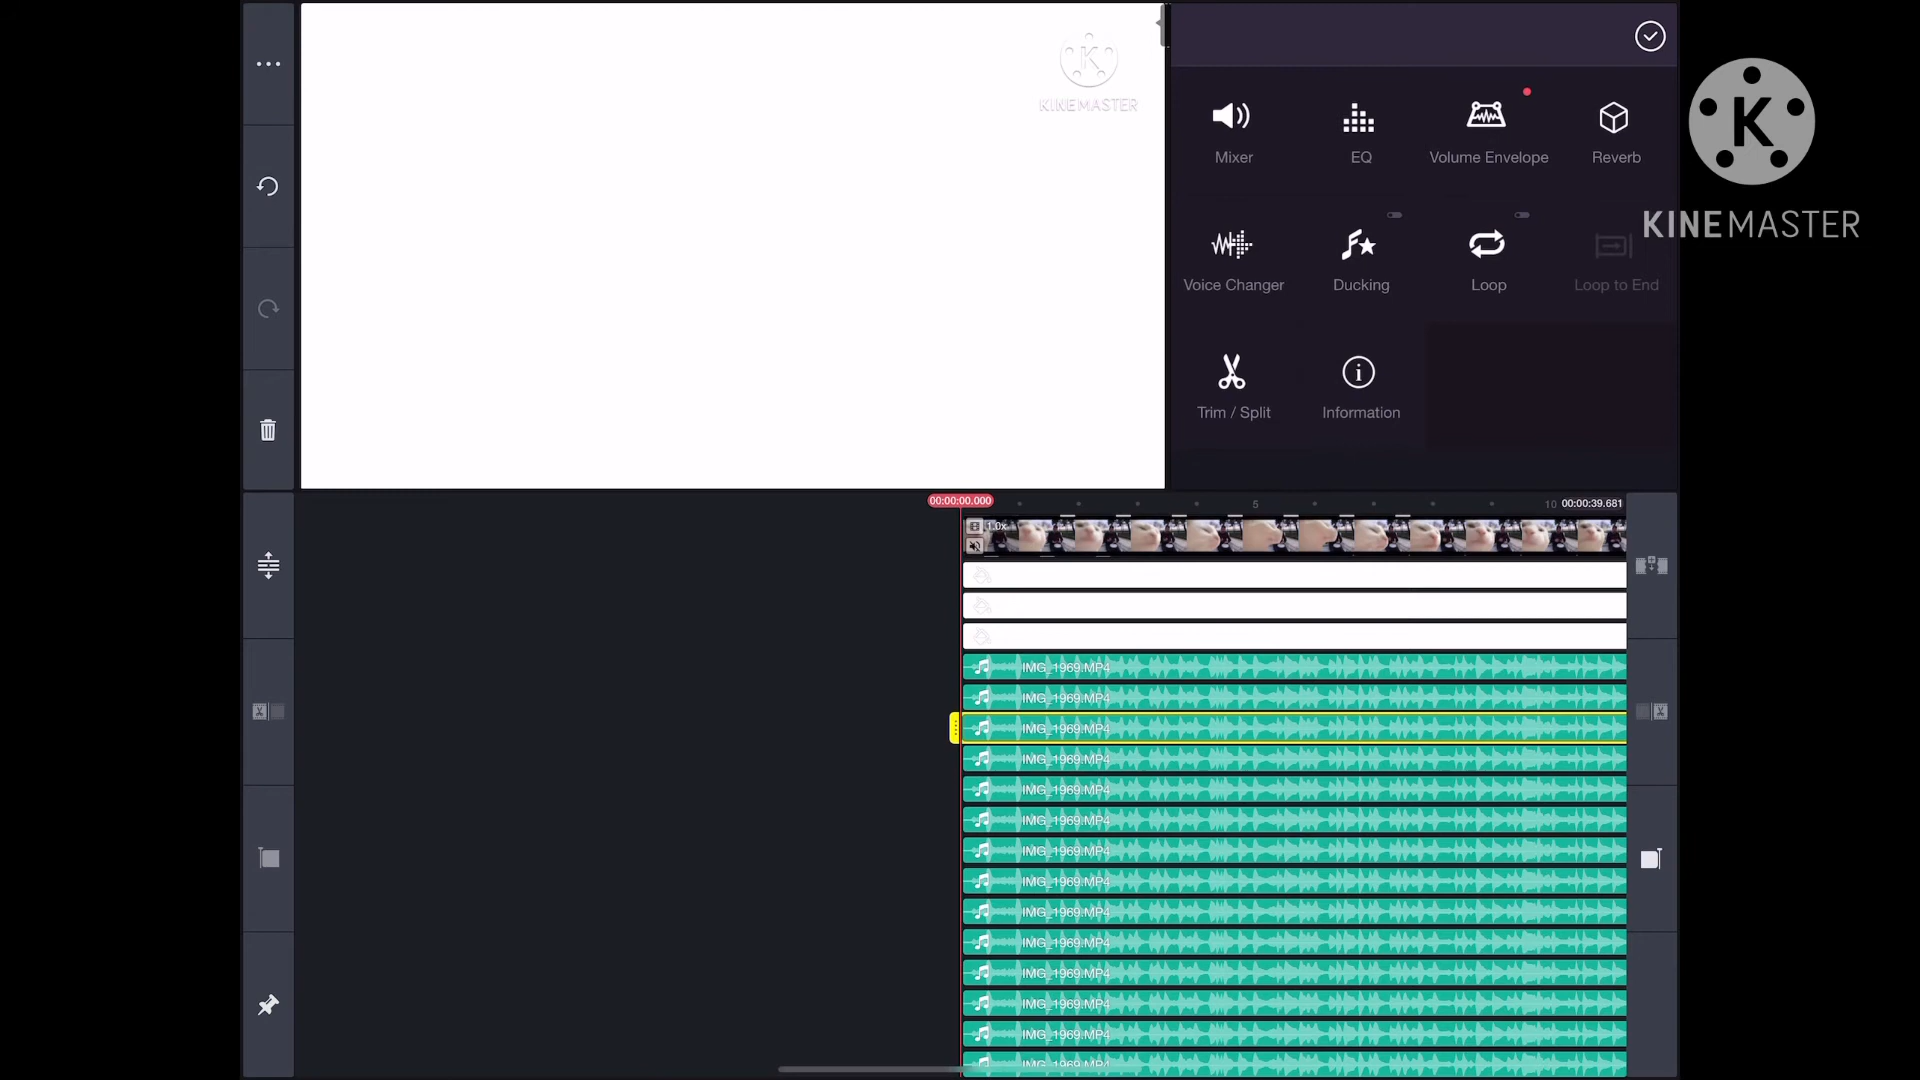 KINEMASTER
Mixer
EQ
Volume Envelope
Reverb
Voice Changer
Ducking
Loop
Loop to End
Trim / Split
Information
K
KINEMASTER
00:00:00.000
5
10
00:00:39.681
1.0x
IMG_1969.MP4
IMG_1969.MP4
IMG_1969.MP4
IMG_1969.MP4
IMG_1969.MP4
IMG_1969.MP4
IMG_1969.MP4
IMG_1969.MP4
IMG_1969.MP4
IMG_1969.MP4
IMG_1969.MP4
IMG_1969.MP4
IMG_1969.MP4
IMG_1969.MP4